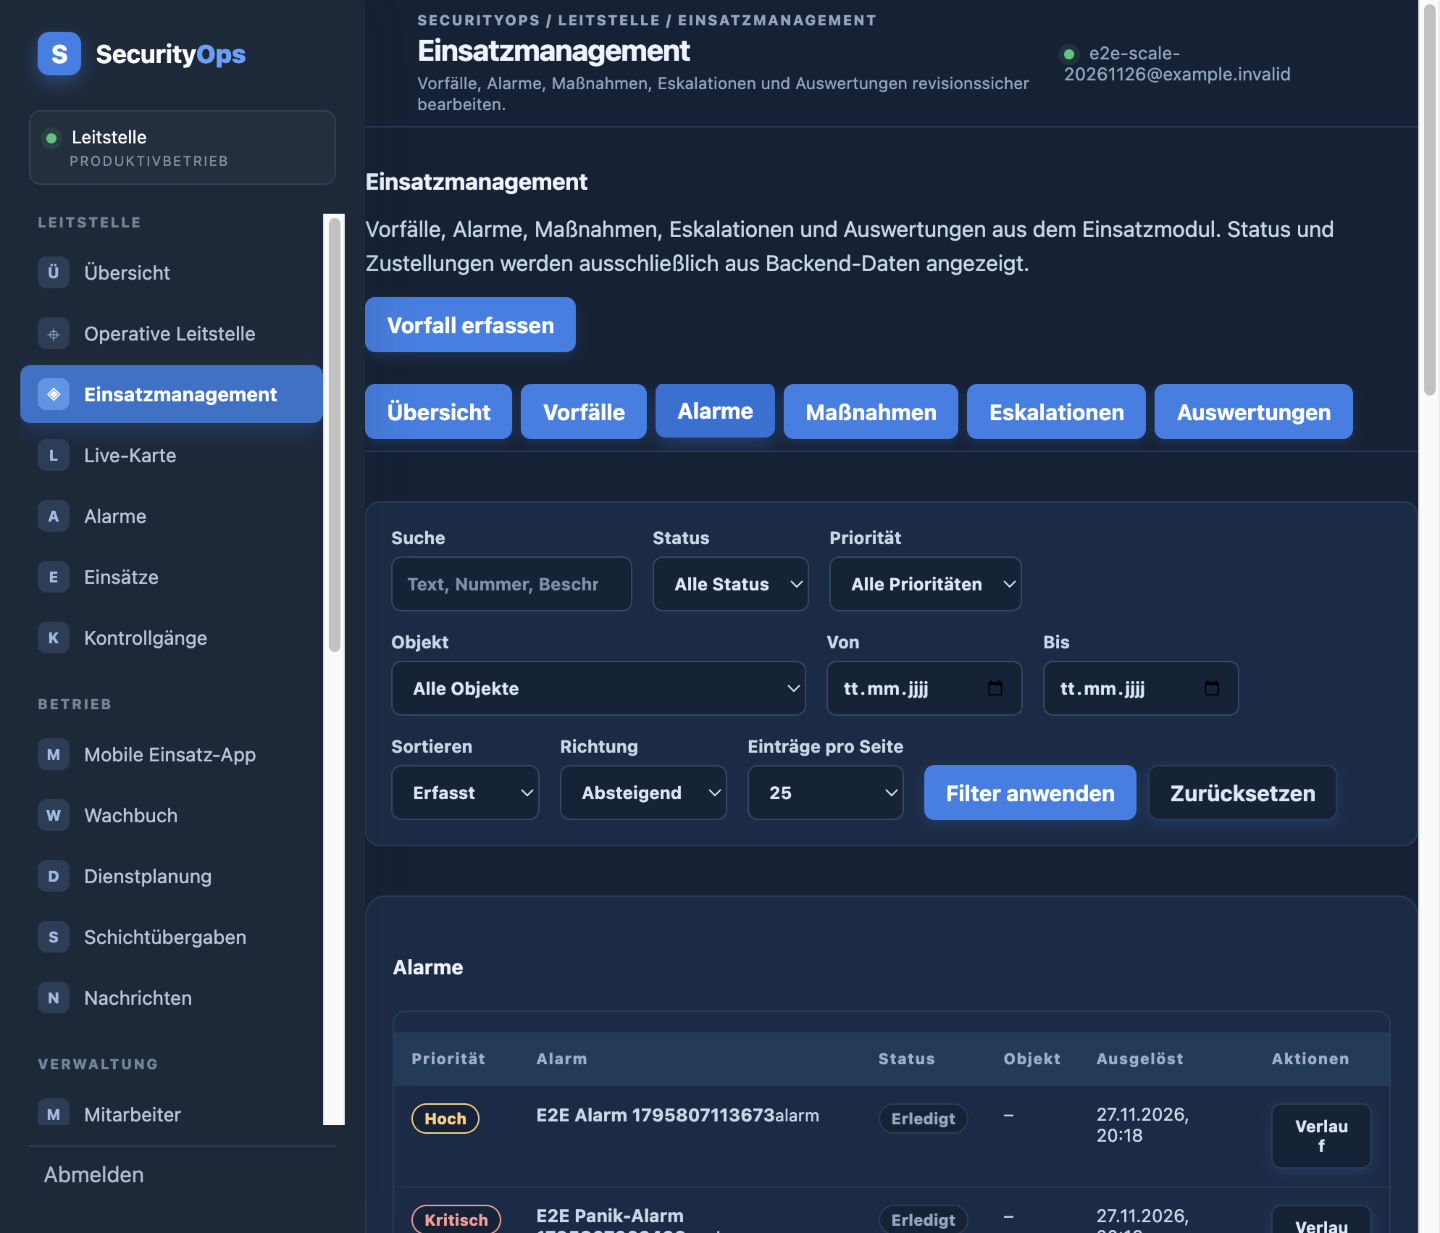 S SecurityOps
Leitstelle
PRODUKTIVBETRIEB
LEITSTELLE
Ü Übersicht
Operative Leitstelle
Einsatzmanagement
L Live-Karte
A Alarme
E Einsätze
K Kontrollgänge
BETRIEB
M Mobile Einsatz-App
W Wachbuch
D Dienstplanung
S Schichtübergaben
N Nachrichten
VERWALTUNG
M Mitarbeiter
Abmelden
SECURITYOPS / LEITSTELLE / EINSATZMANAGEMENT
Einsatzmanagement
Vorfälle, Alarme, Maßnahmen, Eskalationen und Auswertungen revisionssicher
bearbeiten.
e2e-scale-
20261126@example.invalid
Einsatzmanagement
Vorfälle, Alarme, Maßnahmen, Eskalationen und Auswertungen aus dem Einsatzmodul. Status und
Zustellungen werden ausschließlich aus Backend-Daten angezeigt.
Vorfall erfassen
Übersicht Vorfälle Alarme Maßnahmen Eskalationen Auswertungen
Suche Status Priorität
Text, Nummer, Beschr Alle Status Alle Prioritäten
Objekt Von Bis
Alle Objekte tt.mm.jjjj tt.mm.jjjj
Sortieren Richtung Einträge pro Seite
Erfasst Absteigend 25 Filter anwenden Zurücksetzen
Alarme
Priorität Alarm Status Objekt Ausgelöst Aktionen
Hoch E2E Alarm 1795807113673alarm Erledigt – 27.11.2026,
20:18
Verlau
f
Kritisch E2E Panik-Alarm Erledigt – 27.11.2026,
Verlau